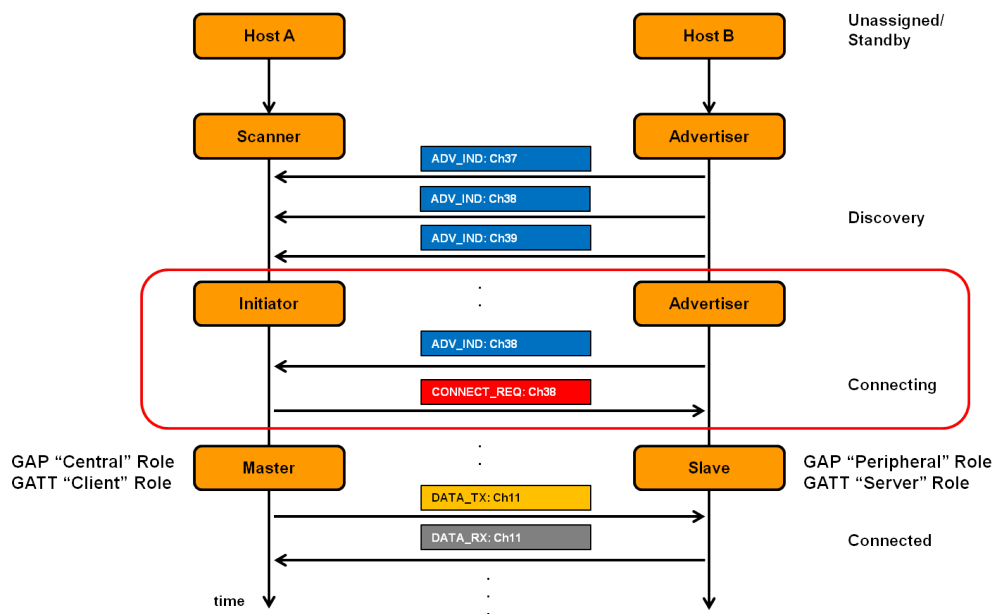 Host A
Host B
Unassigned/
Standby
Scanner
Advertiser
ADV_IND: Ch37
ADV_IND: Ch38
Discovery
ADV_IND: Ch39
Initiator
Advertiser
ADV_IND: Ch38
CONNECT_REQ: Ch38
Connecting
GAP “Central” Role
GATT “Client” Role
Master
Slave
GAP “Peripheral” Role
GATT “Server” Role
DATA_TX: Ch11
DATA_RX: Ch11
Connected
time